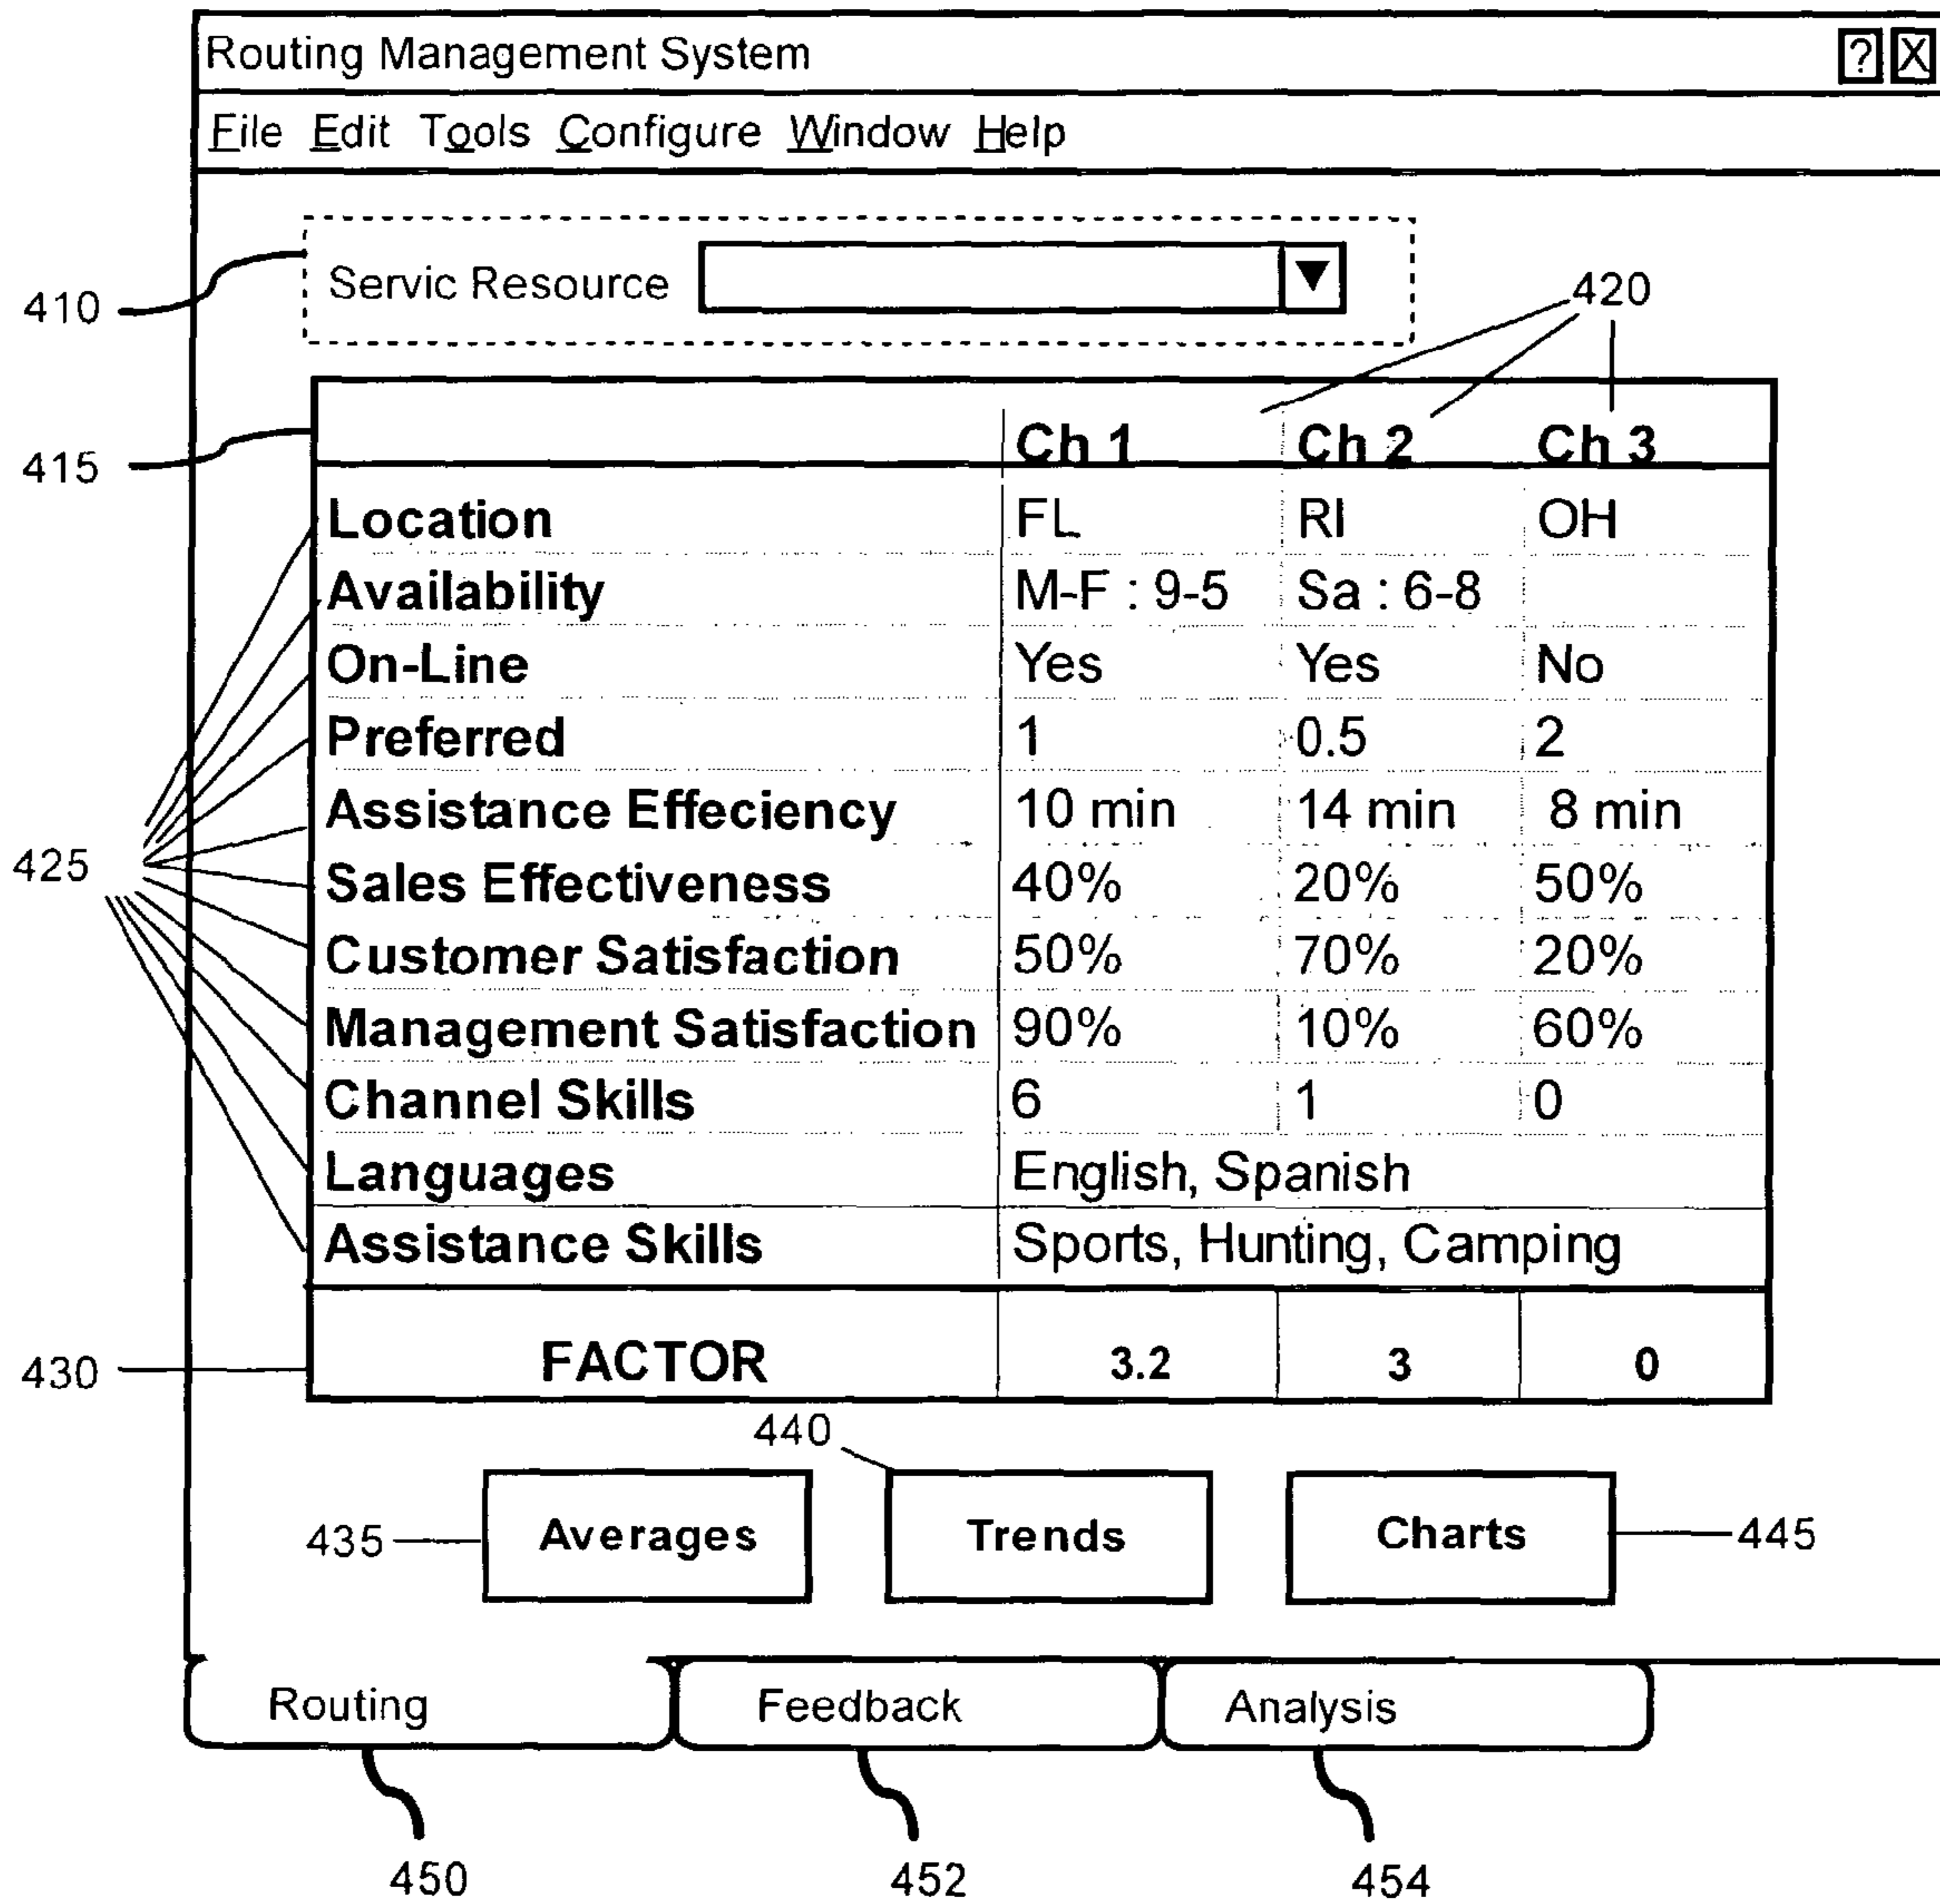 Routing Management System ? X
File Edit Tools Configure Window Help
Servic Resource
410
420
415
Ch 1 Ch 2 Ch 3
Location FL RI OH
Availability M-F : 9-5 Sa : 6-8
On-Line Yes Yes No
Preferred 1 0.5 2
Assistance Effeciency 10 min 14 min 8 min
425
Sales Effectiveness 40% 20% 50%
Customer Satisfaction 50% 70% 20%
Management Satisfaction 90% 10% 60%
Channel Skills 6 1 0
Languages English, Spanish
Assistance Skills Sports, Hunting, Camping
430
FACTOR 3.2 3 0
440
435 Averages Trends Charts 445
Routing Feedback Analysis
450 452 454